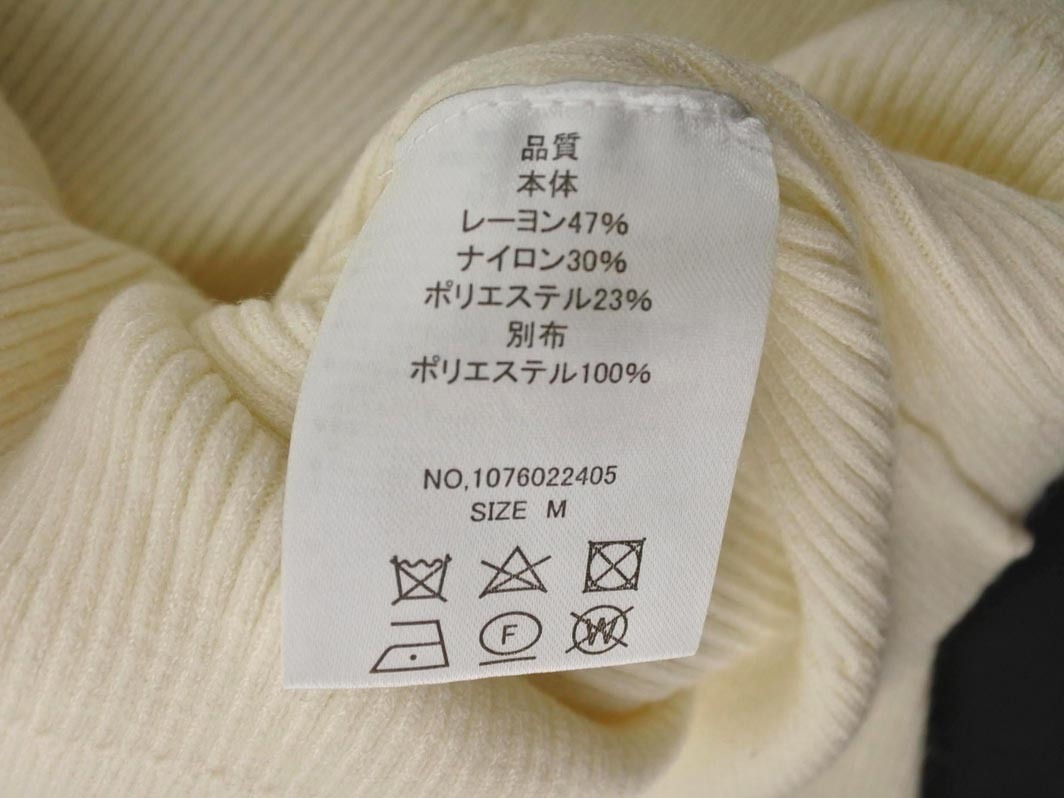 品質
本体
レーヨン47%
ナイロン30%
ポリエステル23%
別布
ポリエステル100%
NO,1076022405
SIZE M
F W